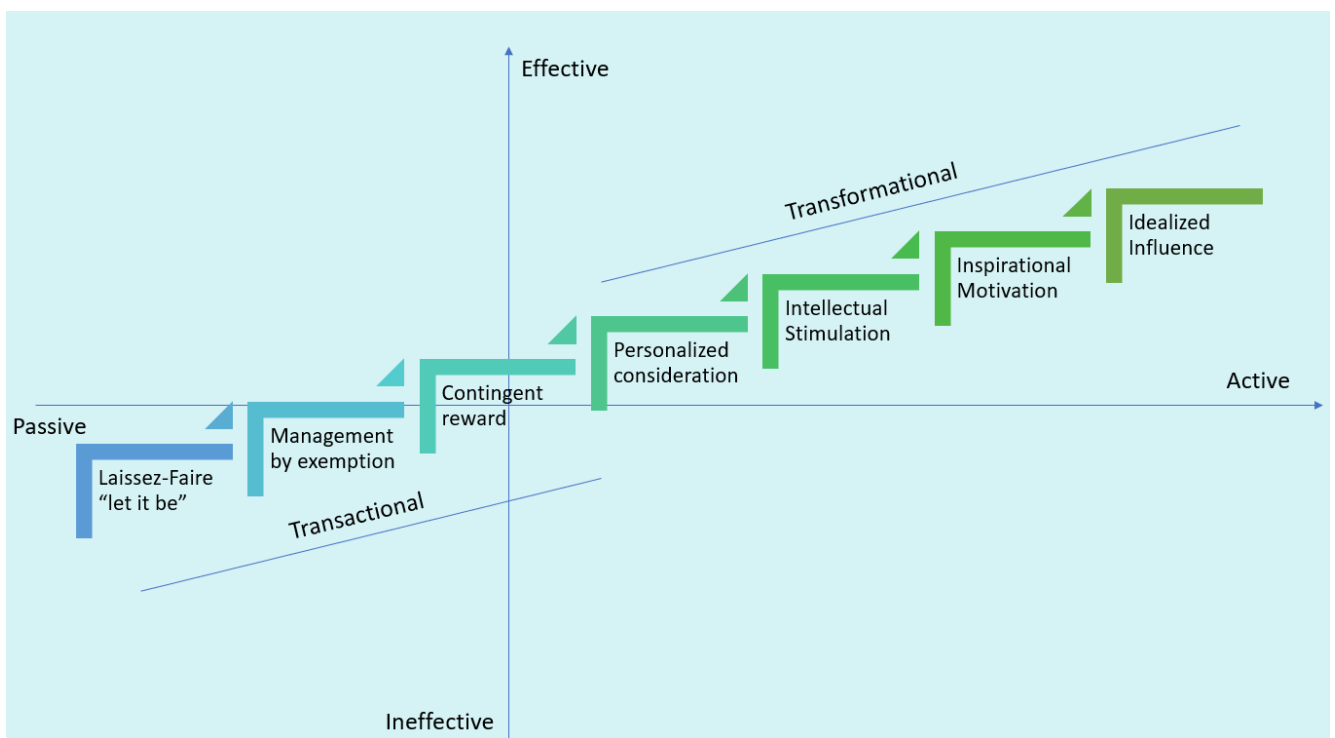 Effective
Transformational
Idealized
Influence
Inspirational
Motivation
Intellectual
Stimulation
Personalized
consideration
Active
Contingent
reward
Passive
Management
by exemption
Laissez-Faire
“let it be”
Transactional
Ineffective